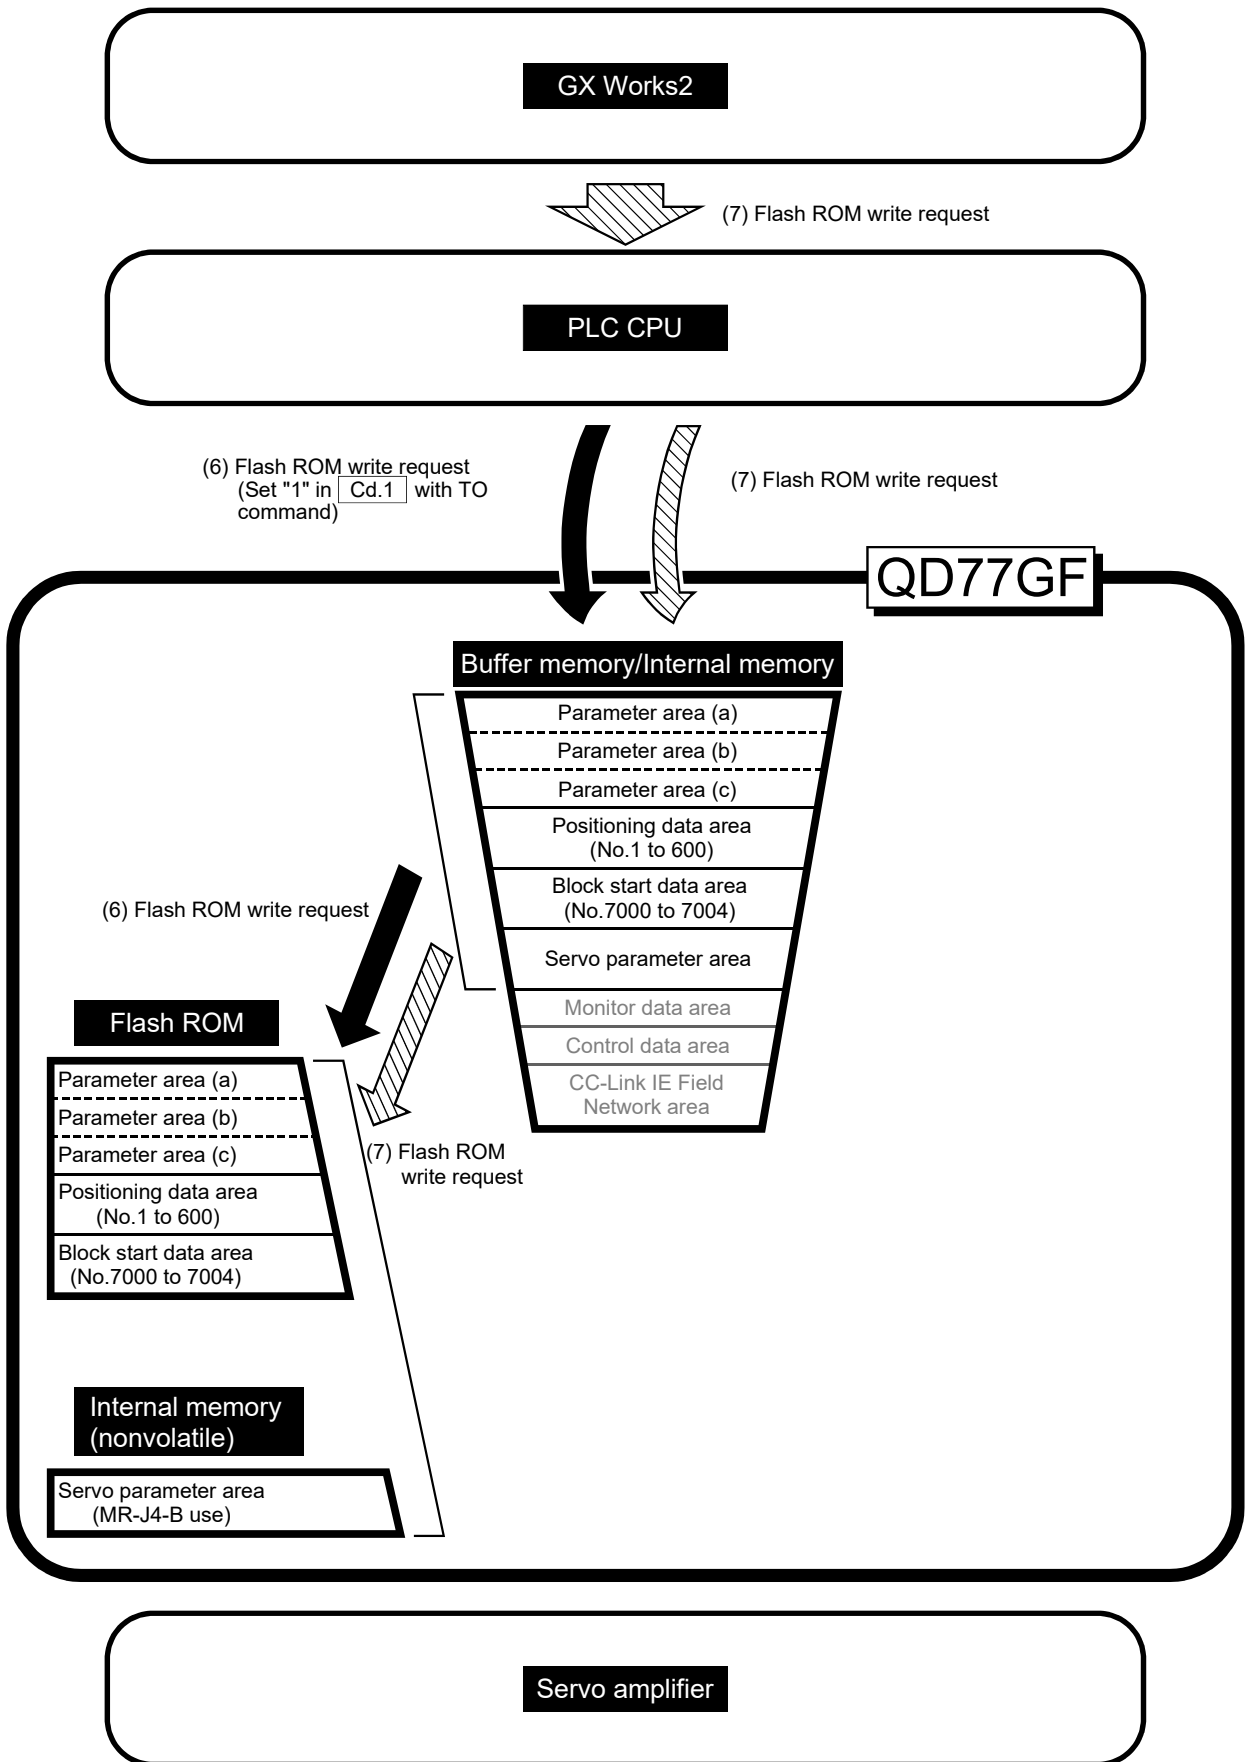 GX Works2
(7) Flash ROM write request
PLC CPU
(6) Flash ROM write request
(Set "1" in Cd.1 with TO
command)
(7) Flash ROM write request
QD77GF
Buffer memory/Internal memory
Parameter area (a)
Parameter area (b)
Parameter area (c)
Positioning data area
(No.1 to 600)
Block start data area
(No.7000 to 7004)
Servo parameter area
Monitor data area
Control data area
CC-Link IE Field
Network area
(6) Flash ROM write request
(7) Flash ROM
write request
Flash ROM
Parameter area (a)
Parameter area (b)
Parameter area (c)
Positioning data area
(No.1 to 600)
Block start data area
(No.7000 to 7004)
Internal memory
(nonvolatile)
Servo parameter area
(MR-J4-B use)
Servo amplifier